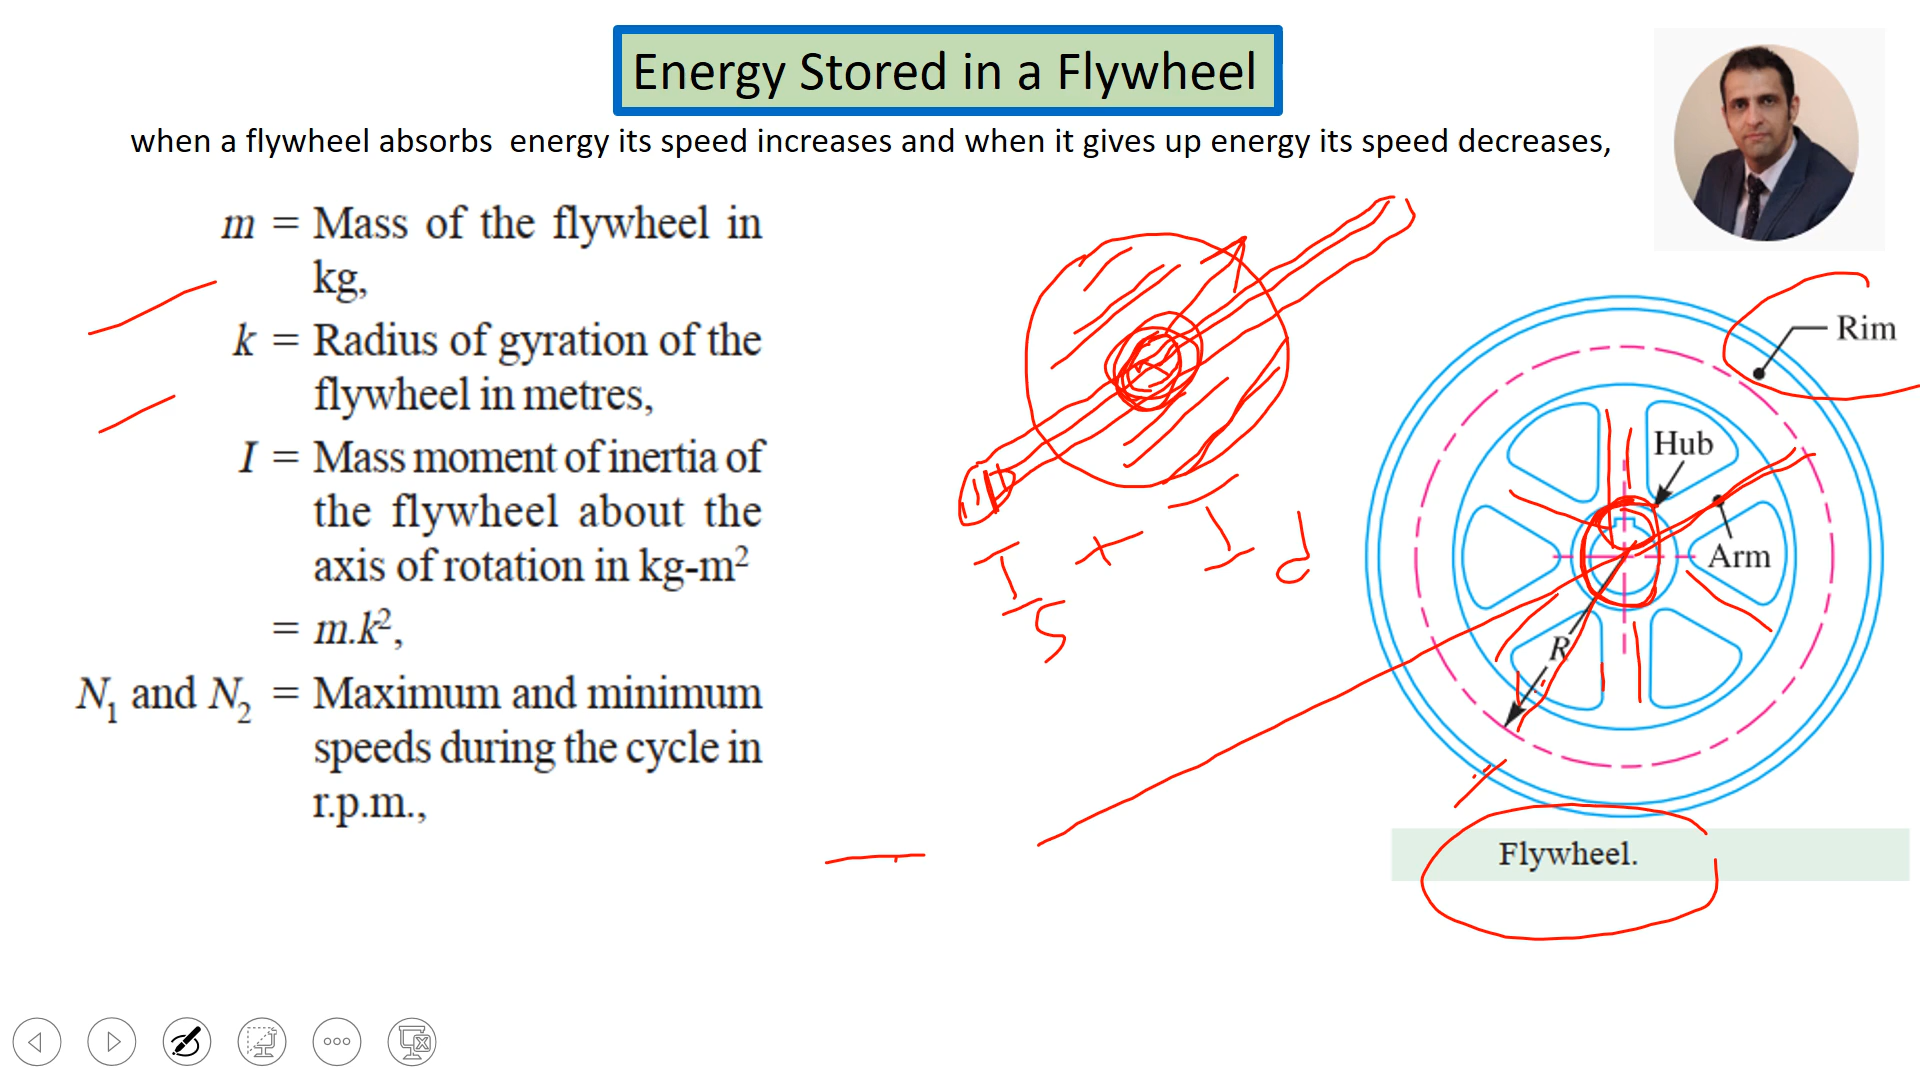 Energy Stored in a Flywheel
when a flywheel absorbs energy its speed increases and when it gives up energy its speed decreases,
m = Mass of the flywheel in
kg,
k = Radius of gyration of the
flywheel in metres,
I = Mass moment of inertia of
the flywheel about the
axis of rotation in kg-m²
= m.k²,
N₁ and N₂ = Maximum and minimum
speeds during the cycle in
r.p.m.,
I + I d
S
Rim
Hub
Arm
R
Flywheel.